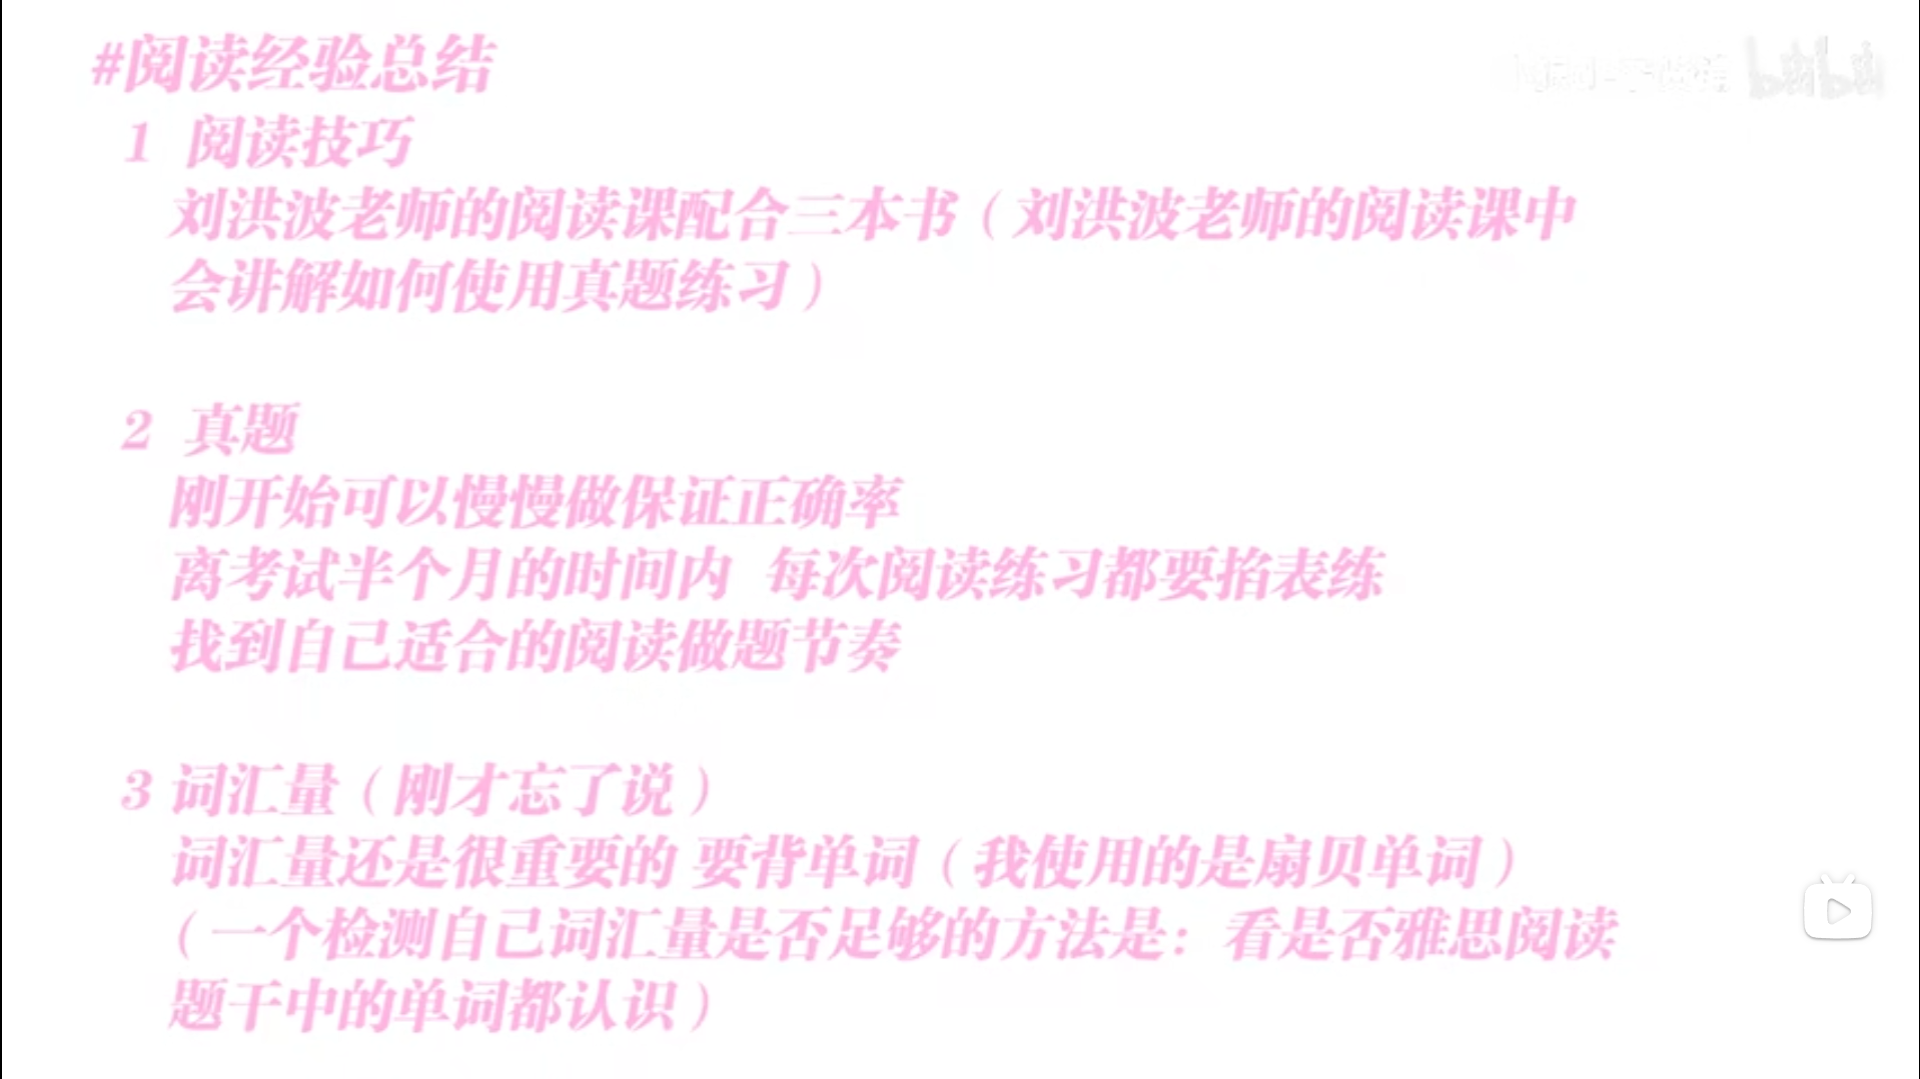 #阅读经验总结
1 阅读技巧
刘洪波老师的阅读课配合三本书（刘洪波老师的阅读课中
会讲解如何使用真题练习）
2 真题
刚开始可以慢慢做保证正确率
离考试半个月的时间内 每次阅读练习都要掐表练
找到自己适合的阅读做题节奏
3 词汇量（刚才忘了说）
词汇量还是很重要的 要背单词（我使用的是扇贝单词）
（一个检测自己词汇量是否足够的方法是：看是否雅思阅读
题干中的单词都认识）
bilibili